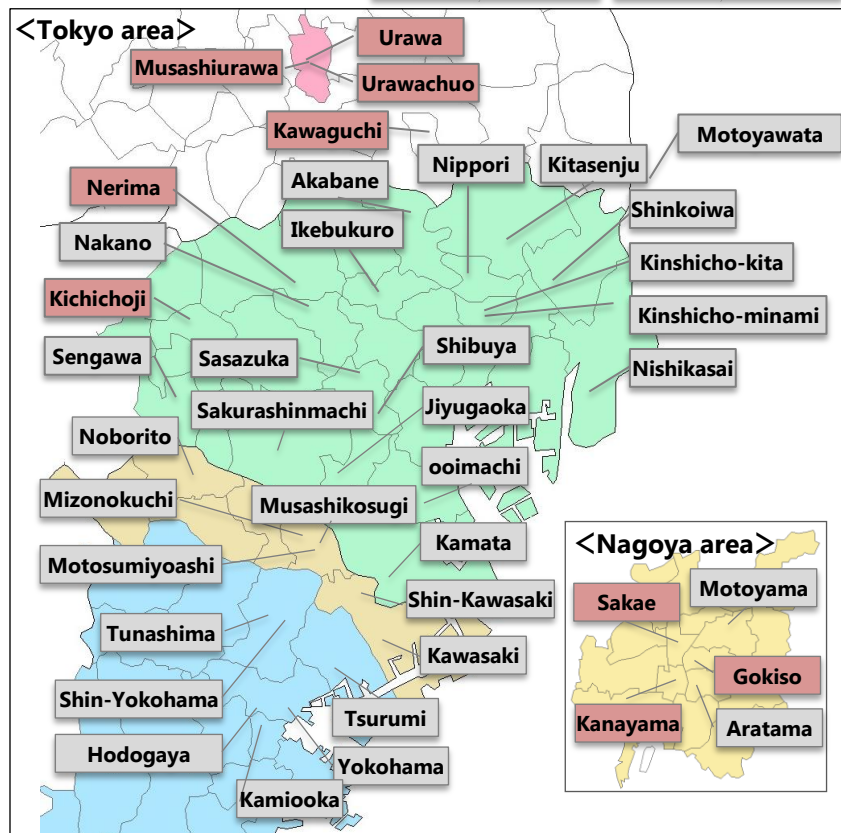 <Tokyo area>
Urawa
Musashiurawa
Urawachuo
Kawaguchi
Motoyawata
Nippori
Kitasenju
Akabane
Nerima
Shinkoiwa
Ikebukuro
Nakano
Kinshicho-kita
Kichichoji
Kinshicho-minami
Shibuya
Sengawa
Sasazuka
Nishikasai
Sakurashinmachi
Jiyugaoka
Noborito
ooimachi
Mizonokuchi
Musashikosugi
Kamata
Motosumiyoashi
Shin-Kawasaki
Tunashima
Kawasaki
Shin-Yokohama
Tsurumi
Hodogaya
Yokohama
Kamiooka
<Nagoya area>
Motoyama
Sakae
Gokiso
Kanayama
Aratama